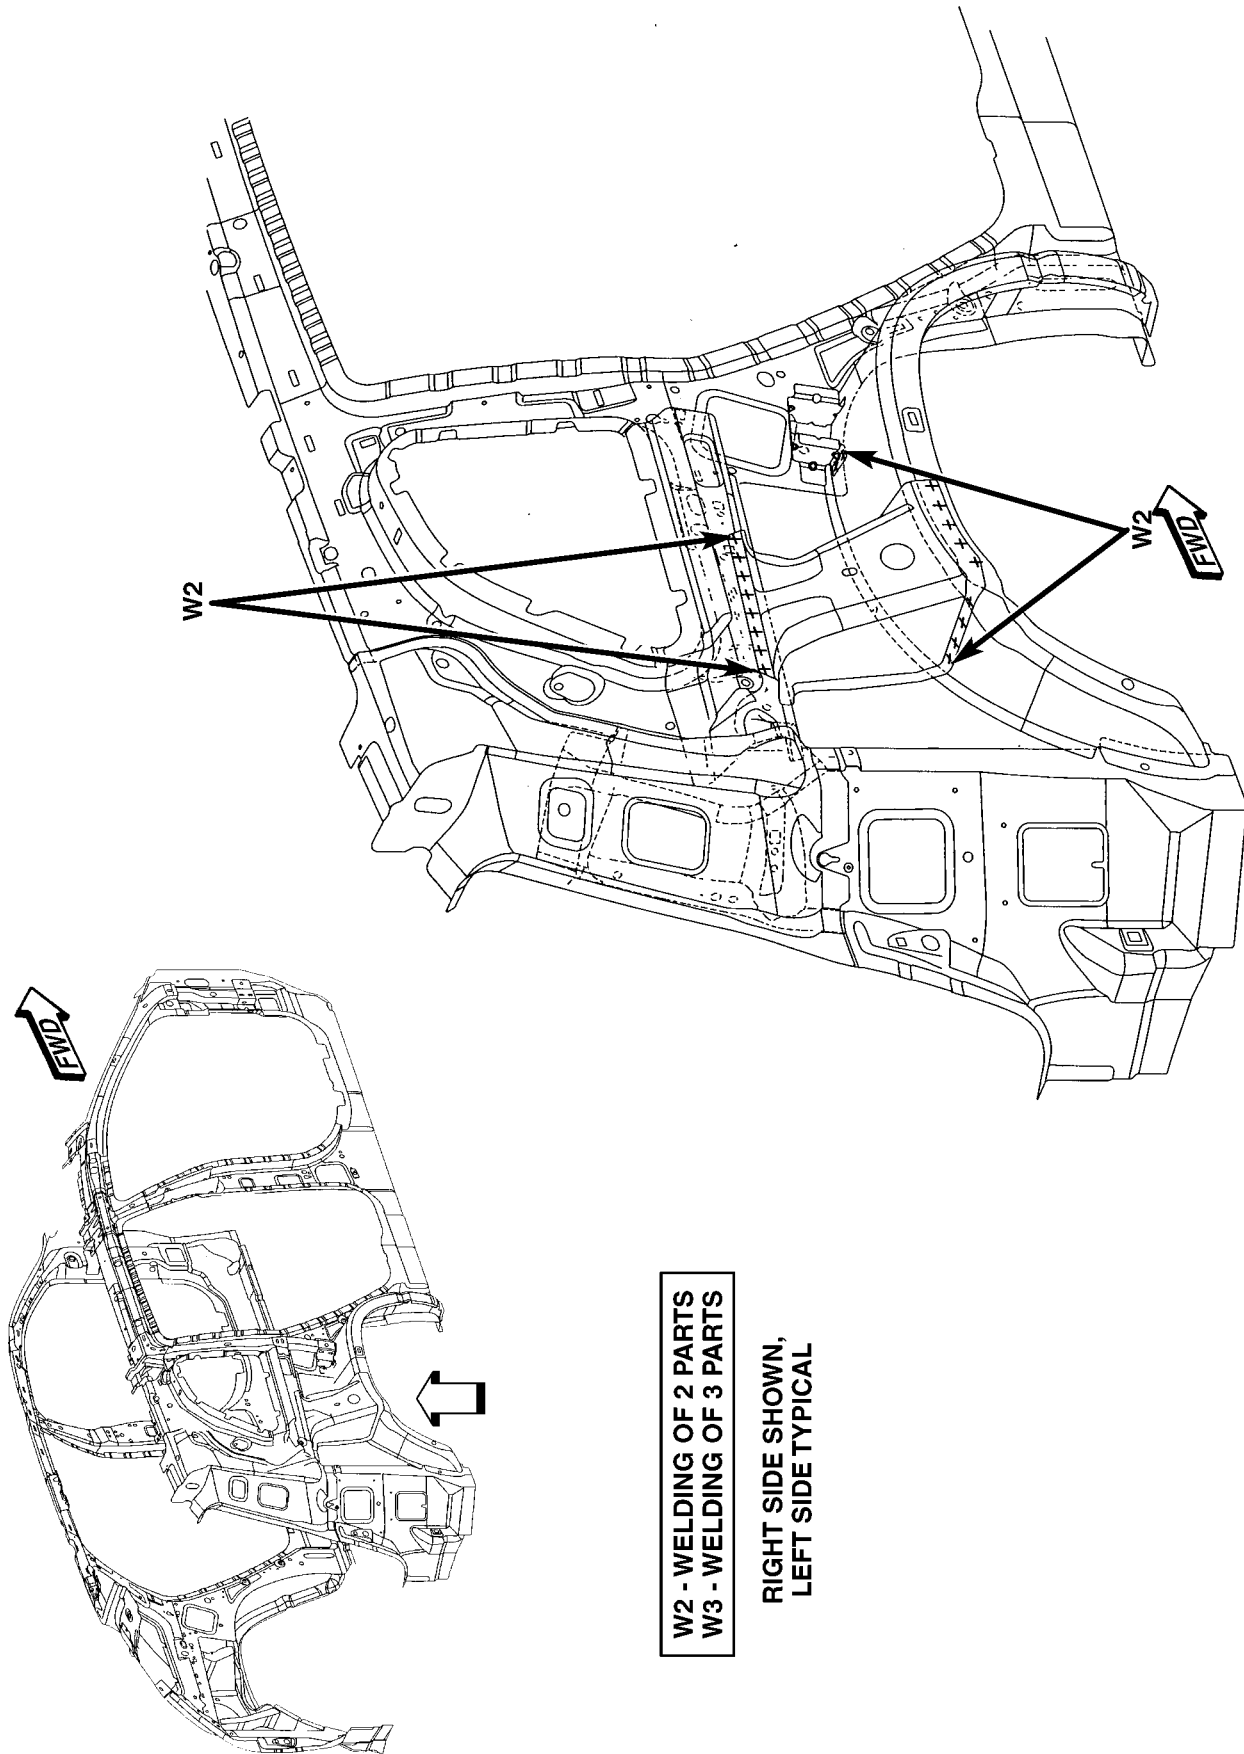 FWD
W2
W2
FWD
W2 - WELDING OF 2 PARTS
W3 - WELDING OF 3 PARTS
RIGHT SIDE SHOWN,
LEFT SIDE TYPICAL